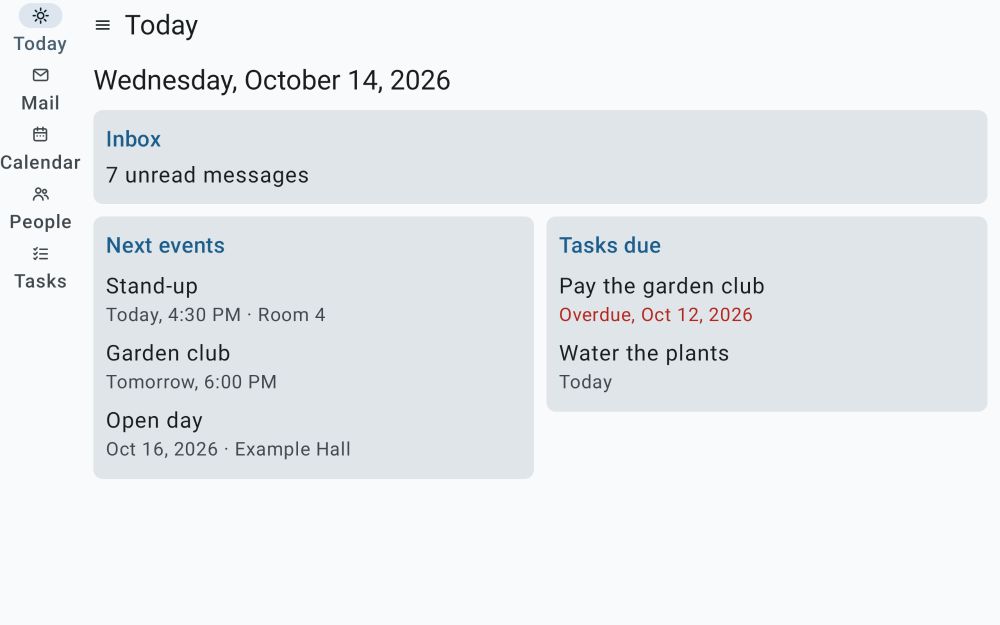 Today
Mail
Calendar
People
Tasks
Today
Wednesday, October 14, 2026
Inbox
7 unread messages
Next events
Stand-up
Today, 4:30 PM · Room 4
Garden club
Tomorrow, 6:00 PM
Open day
Oct 16, 2026 · Example Hall
Tasks due
Pay the garden club
Overdue, Oct 12, 2026
Water the plants
Today